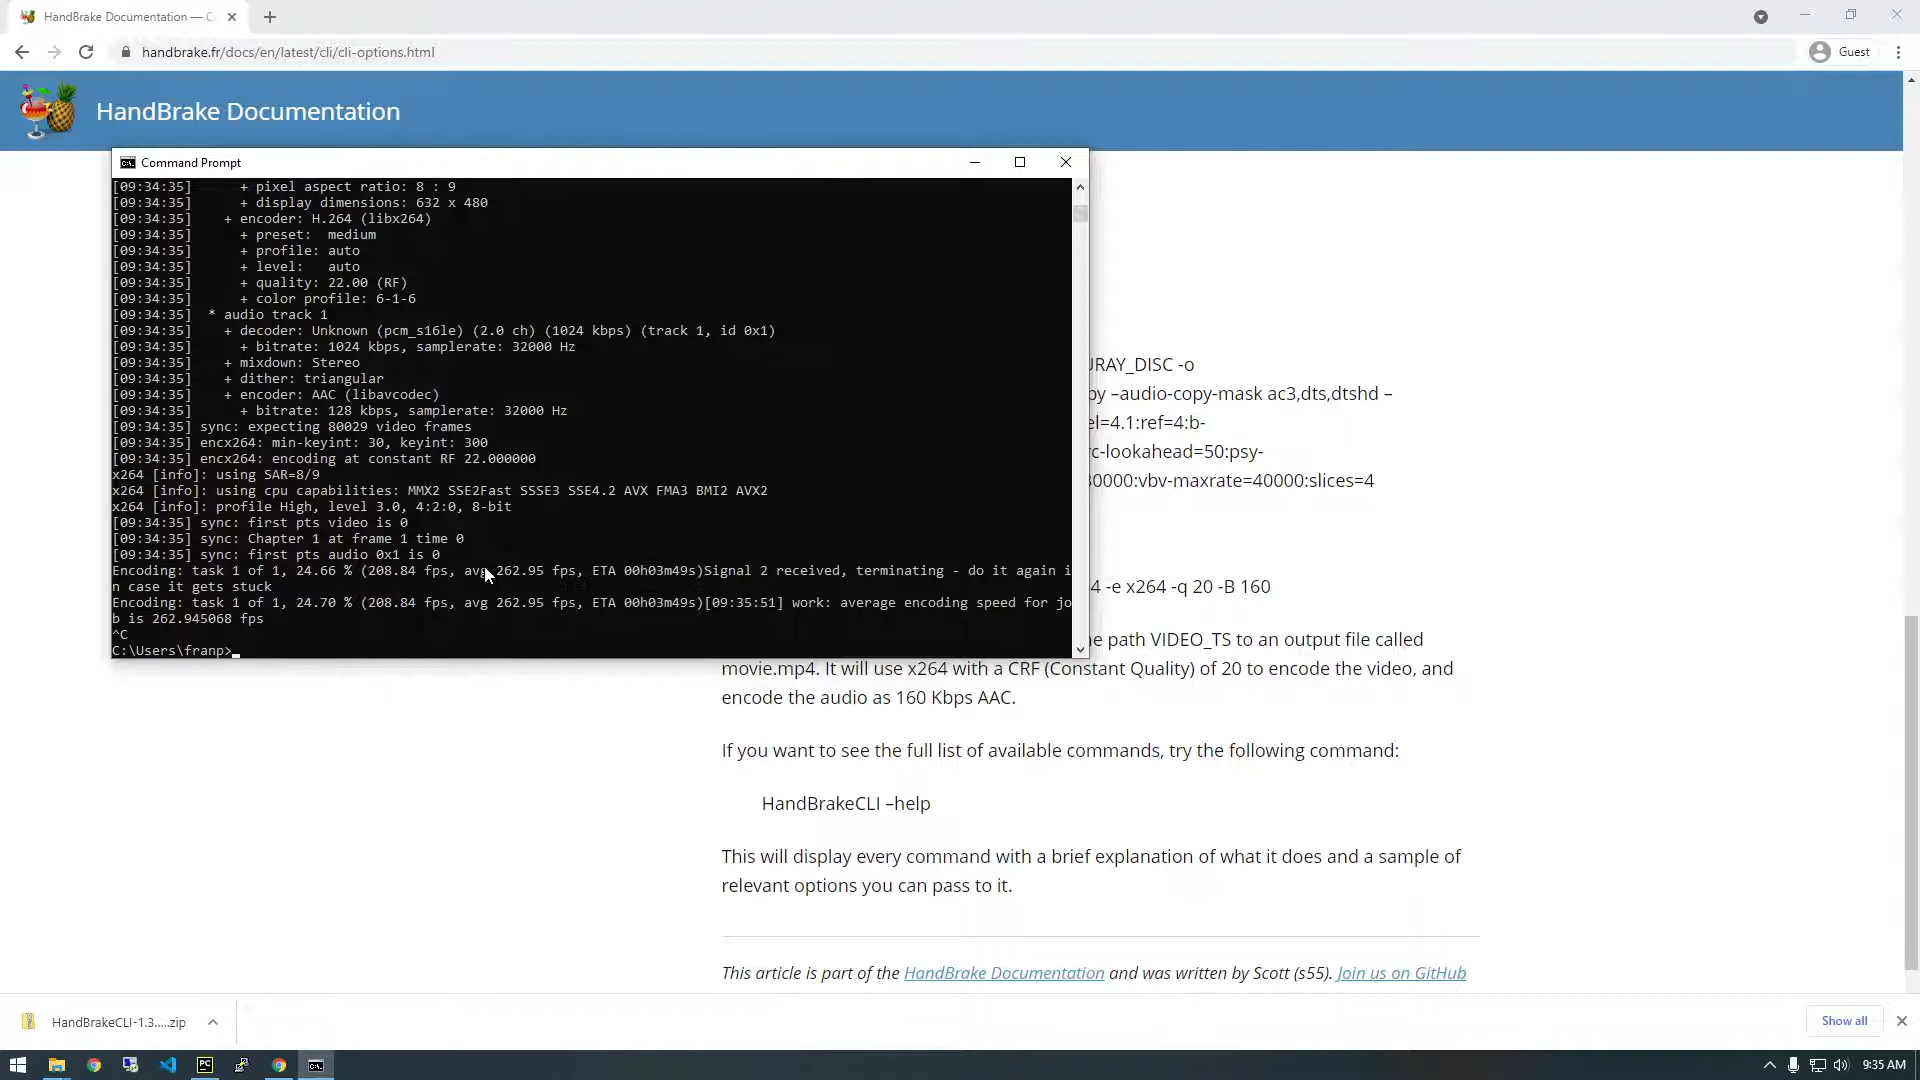 HandBrake Documentation — C
handbrake.fr/docs/en/latest/cli/cli-options.html
Guest
HandBrake Documentation
Command Prompt
[09:34:35]      + pixel aspect ratio: 8 : 9
[09:34:35]      + display dimensions: 632 x 480
[09:34:35]    + encoder: H.264 (libx264)
[09:34:35]      + preset:  medium
[09:34:35]      + profile: auto
[09:34:35]      + level:   auto
[09:34:35]      + quality: 22.00 (RF)
[09:34:35]      + color profile: 6-1-6
[09:34:35]  * audio track 1
[09:34:35]    + decoder: Unknown (pcm_s16le) (2.0 ch) (1024 kbps) (track 1, id 0x1)
[09:34:35]      + bitrate: 1024 kbps, samplerate: 32000 Hz
[09:34:35]    + mixdown: Stereo
[09:34:35]    + dither: triangular
[09:34:35]    + encoder: AAC (libavcodec)
[09:34:35]      + bitrate: 128 kbps, samplerate: 32000 Hz
[09:34:35] sync: expecting 80029 video frames
[09:34:35] encx264: min-keyint: 30, keyint: 300
[09:34:35] encx264: encoding at constant RF 22.000000
x264 [info]: using SAR=8/9
x264 [info]: using cpu capabilities: MMX2 SSE2Fast SSSE3 SSE4.2 AVX FMA3 BMI2 AVX2
x264 [info]: profile High, level 3.0, 4:2:0, 8-bit
[09:34:35] sync: first pts video is 0
[09:34:35] sync: Chapter 1 at frame 1 time 0
[09:34:35] sync: first pts audio 0x1 is 0
Encoding: task 1 of 1, 24.66 % (208.84 fps, avg 262.95 fps, ETA 00h03m49s)Signal 2 received, terminating - do it again i
n case it gets stuck
Encoding: task 1 of 1, 24.70 % (208.84 fps, avg 262.95 fps, ETA 00h03m49s)[09:35:51] work: average encoding speed for jo
b is 262.945068 fps
^C
C:\Users\franp>
URAY_DISC -o
py –audio-copy-mask ac3,dts,dtshd –
el=4.1:ref=4:b-
rc-lookahead=50:psy-
30000:vbv-maxrate=40000:slices=4
4 -e x264 -q 20 -B 160
e path VIDEO_TS to an output file called
movie.mp4. It will use x264 with a CRF (Constant Quality) of 20 to encode the video, and
encode the audio as 160 Kbps AAC.
If you want to see the full list of available commands, try the following command:
HandBrakeCLI –help
This will display every command with a brief explanation of what it does and a sample of
relevant options you can pass to it.
This article is part of the HandBrake Documentation and was written by Scott (s55). Join us on GitHub
HandBrakeCLI-1.3.....zip
Show all
9:35 AM